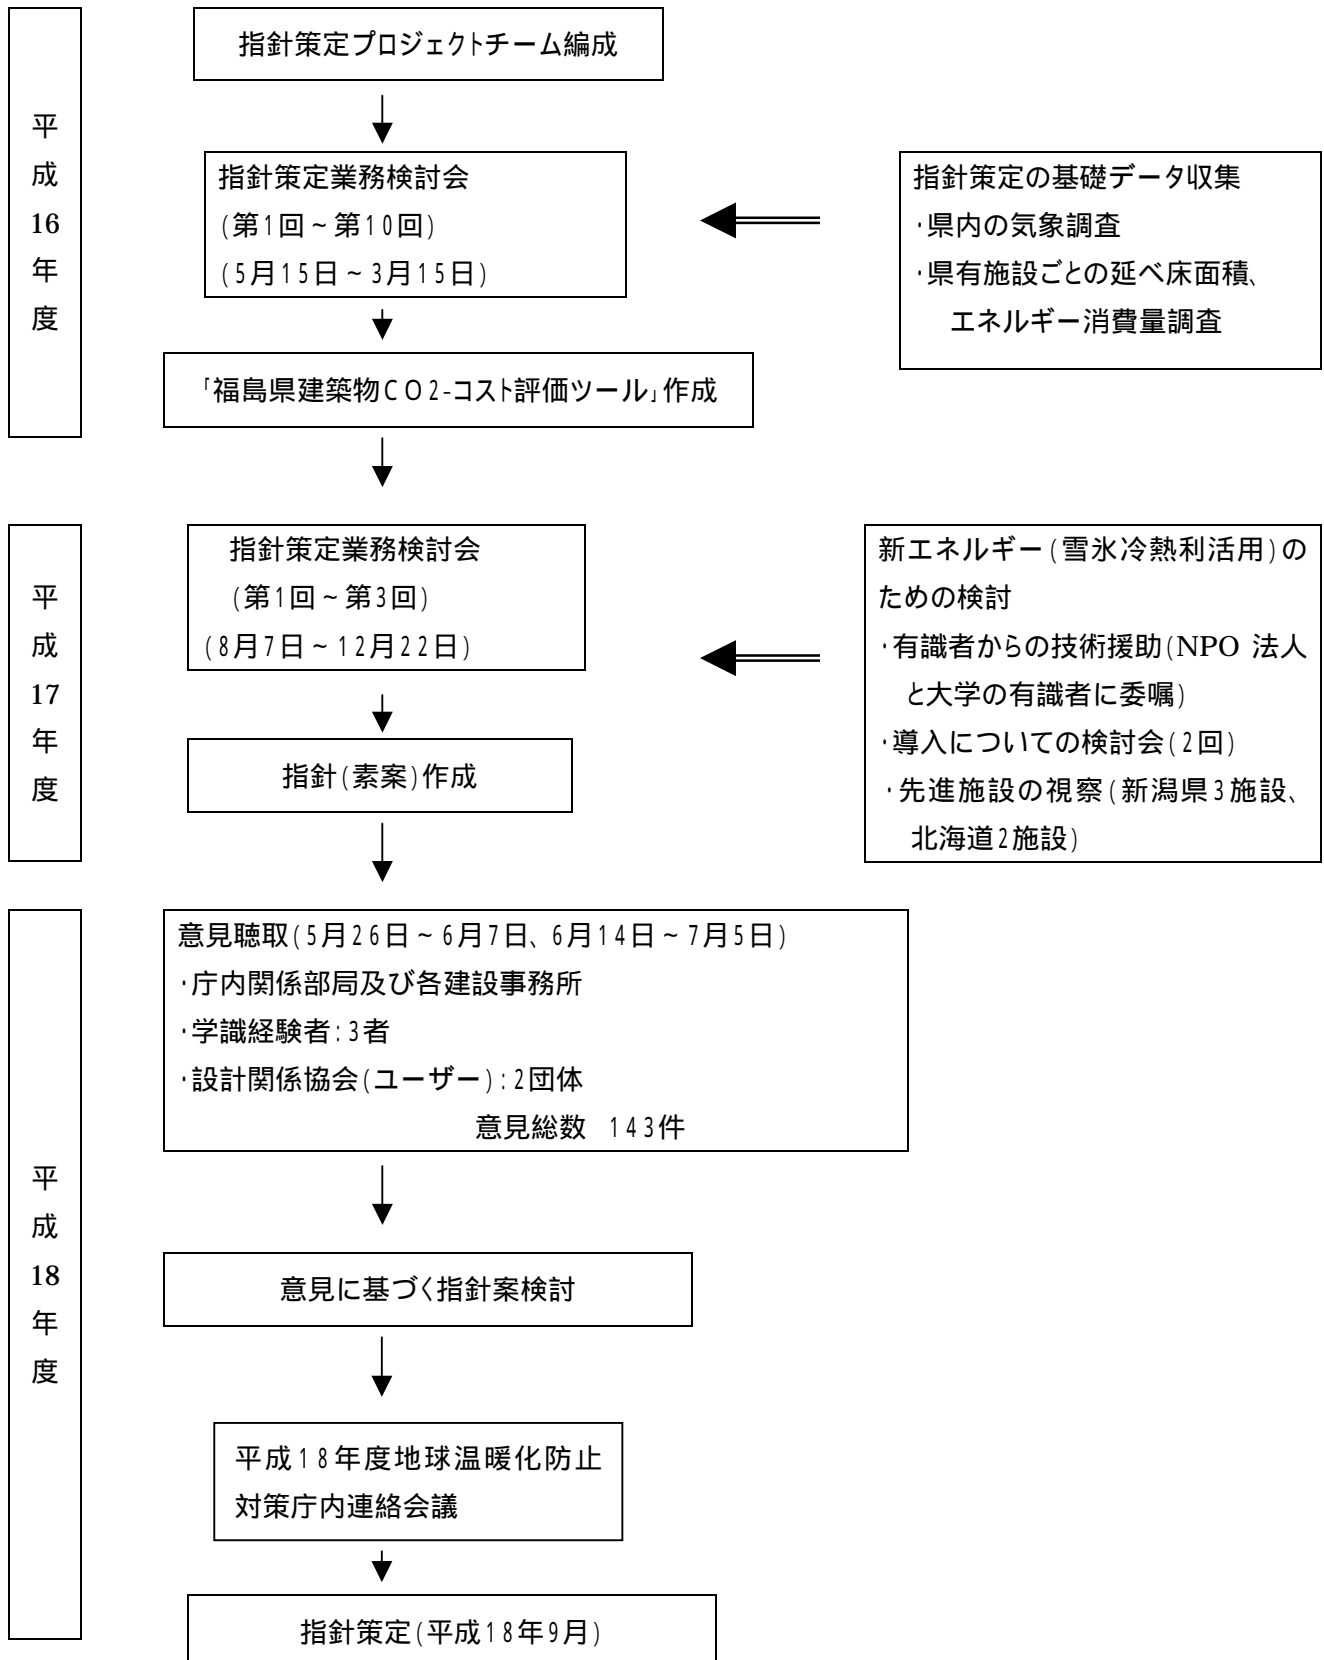 平成16年度
指針策定プロジェクトチーム編成
指針策定業務検討会
(第1回~第10回)
(5月15日~3月15日)
指針策定の基礎データ収集
・県内の気象調査
・県有施設ごとの延べ床面積、
エネルギー消費量調査
「福島県建築物CO2-コスト評価ツール」作成
平成17年度
指針策定業務検討会
(第1回~第3回)
(8月7日~12月22日)
新エネルギー(雪氷冷熱利活用)の
ための検討
・有識者からの技術援助(NPO 法人
と大学の有識者に委嘱)
・導入についての検討会(2回)
・先進施設の視察(新潟県3施設、
北海道2施設)
指針(素案)作成
平成18年度
意見聴取(5月26日~6月7日、6月14日~7月5日)
・庁内関係部局及び各建設事務所
・学識経験者:3者
・設計関係協会(ユーザー):2団体
意見総数 143件
意見に基づく指針案検討
平成18年度地球温暖化防止
対策庁内連絡会議
指針策定(平成18年9月)